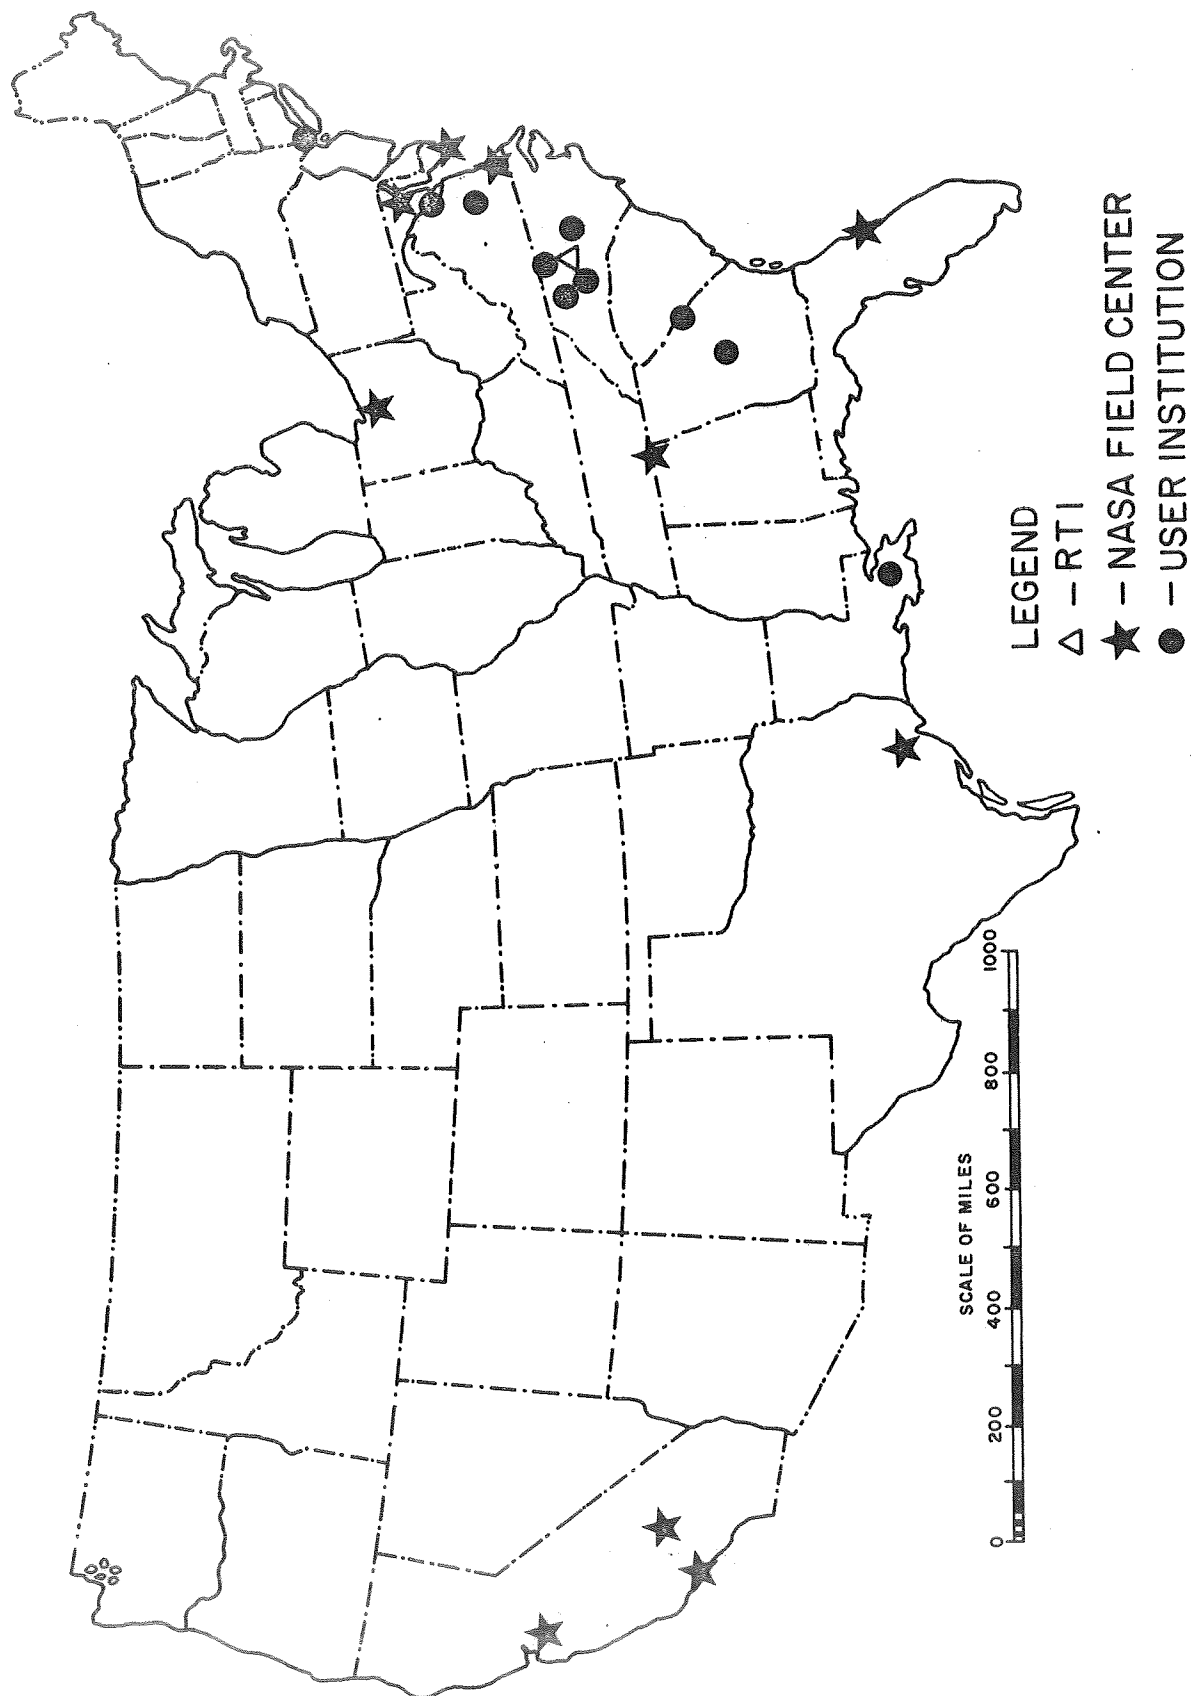 SCALE OF MILES
0 200 400 600 800 1000
LEGEND
△ – RTI
★ – NASA FIELD CENTER
● – USER INSTITUTION